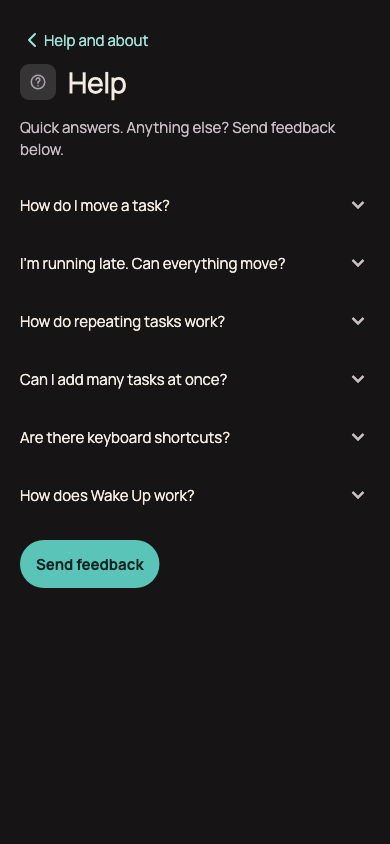 Help and about
Help
Quick answers. Anything else? Send feedback
below.
How do I move a task?
I'm running late. Can everything move?
How do repeating tasks work?
Can I add many tasks at once?
Are there keyboard shortcuts?
How does Wake Up work?
Send feedback